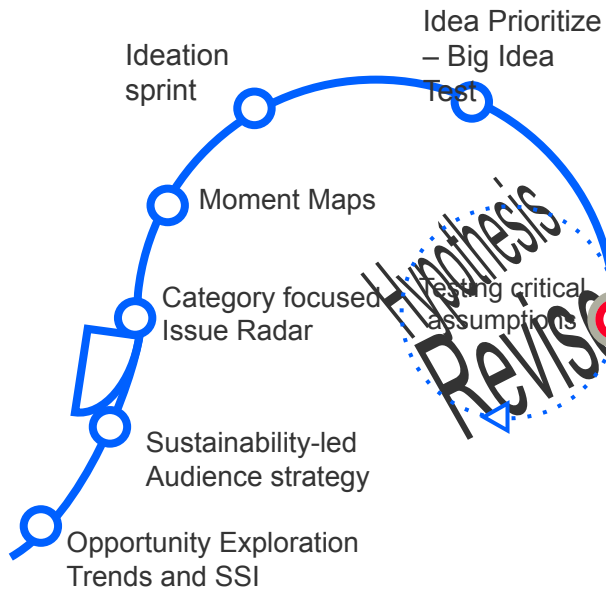 Idea Prioritize
– Big Idea
Test
Ideation
sprint
Moment Maps
Hypothesis
Category focused
Issue Radar
Testing critical
assumptions
Revise
Sustainability-led
Audience strategy
Opportunity Exploration
Trends and SSI